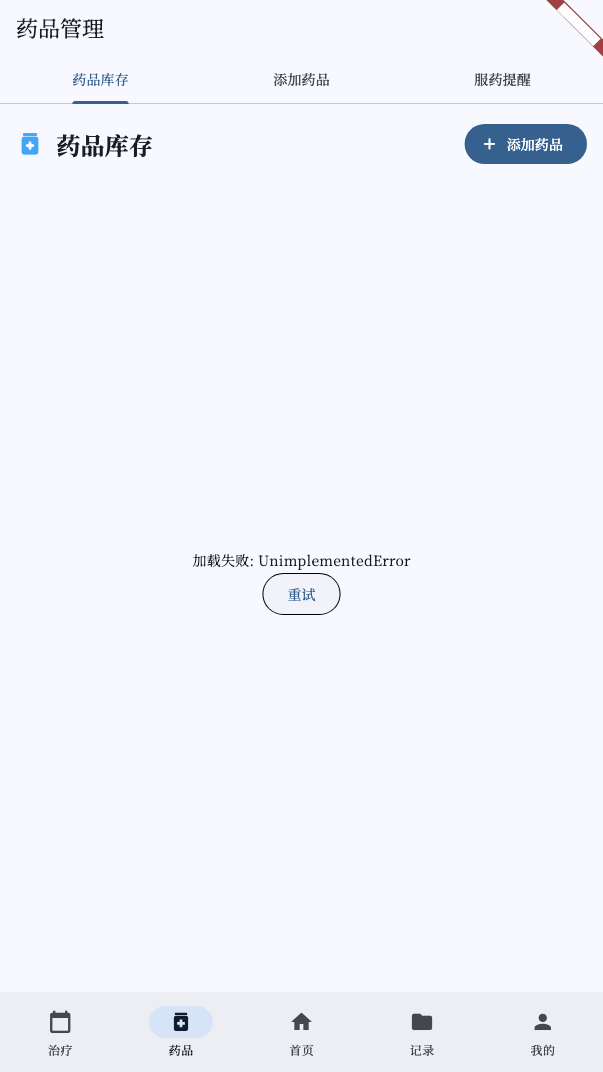 药品管理
药品库存
添加药品
服药提醒
药品库存
添加药品
加载失败: UnimplementedError
重试
治疗
药品
首页
记录
我的